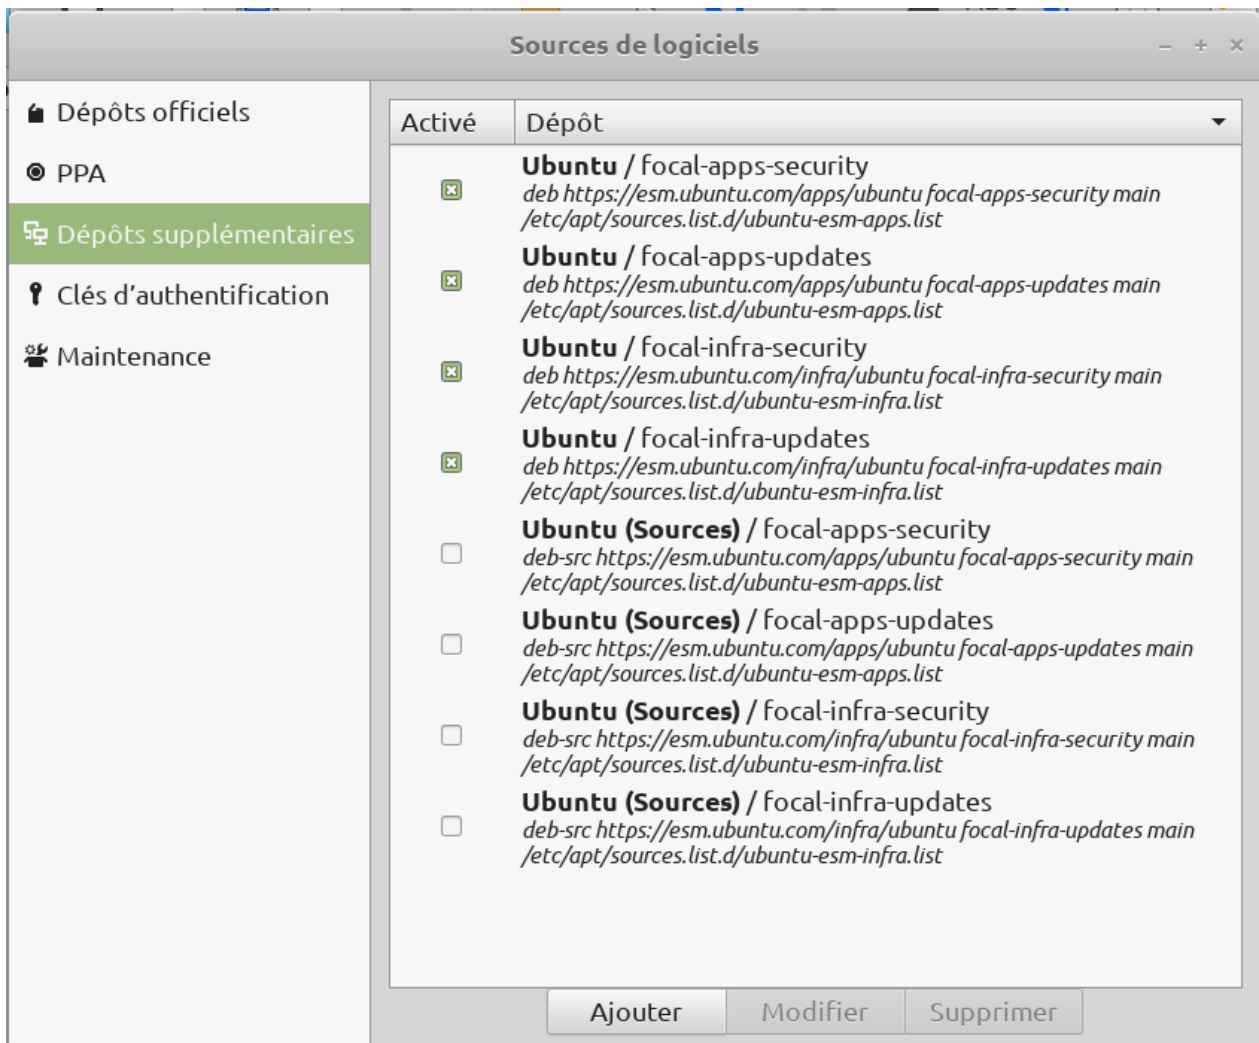 Sources de logiciels
Dépôts officiels
PPA
Dépôts supplémentaires
Clés d’authentification
Maintenance
Activé Dépôt
Ubuntu / focal-apps-security
deb https://esm.ubuntu.com/apps/ubuntu focal-apps-security main
/etc/apt/sources.list.d/ubuntu-esm-apps.list
Ubuntu / focal-apps-updates
deb https://esm.ubuntu.com/apps/ubuntu focal-apps-updates main
/etc/apt/sources.list.d/ubuntu-esm-apps.list
Ubuntu / focal-infra-security
deb https://esm.ubuntu.com/infra/ubuntu focal-infra-security main
/etc/apt/sources.list.d/ubuntu-esm-infra.list
Ubuntu / focal-infra-updates
deb https://esm.ubuntu.com/infra/ubuntu focal-infra-updates main
/etc/apt/sources.list.d/ubuntu-esm-infra.list
Ubuntu (Sources) / focal-apps-security
deb-src https://esm.ubuntu.com/apps/ubuntu focal-apps-security main
/etc/apt/sources.list.d/ubuntu-esm-apps.list
Ubuntu (Sources) / focal-apps-updates
deb-src https://esm.ubuntu.com/apps/ubuntu focal-apps-updates main
/etc/apt/sources.list.d/ubuntu-esm-apps.list
Ubuntu (Sources) / focal-infra-security
deb-src https://esm.ubuntu.com/infra/ubuntu focal-infra-security main
/etc/apt/sources.list.d/ubuntu-esm-infra.list
Ubuntu (Sources) / focal-infra-updates
deb-src https://esm.ubuntu.com/infra/ubuntu focal-infra-updates main
/etc/apt/sources.list.d/ubuntu-esm-infra.list
Ajouter Modifier Supprimer